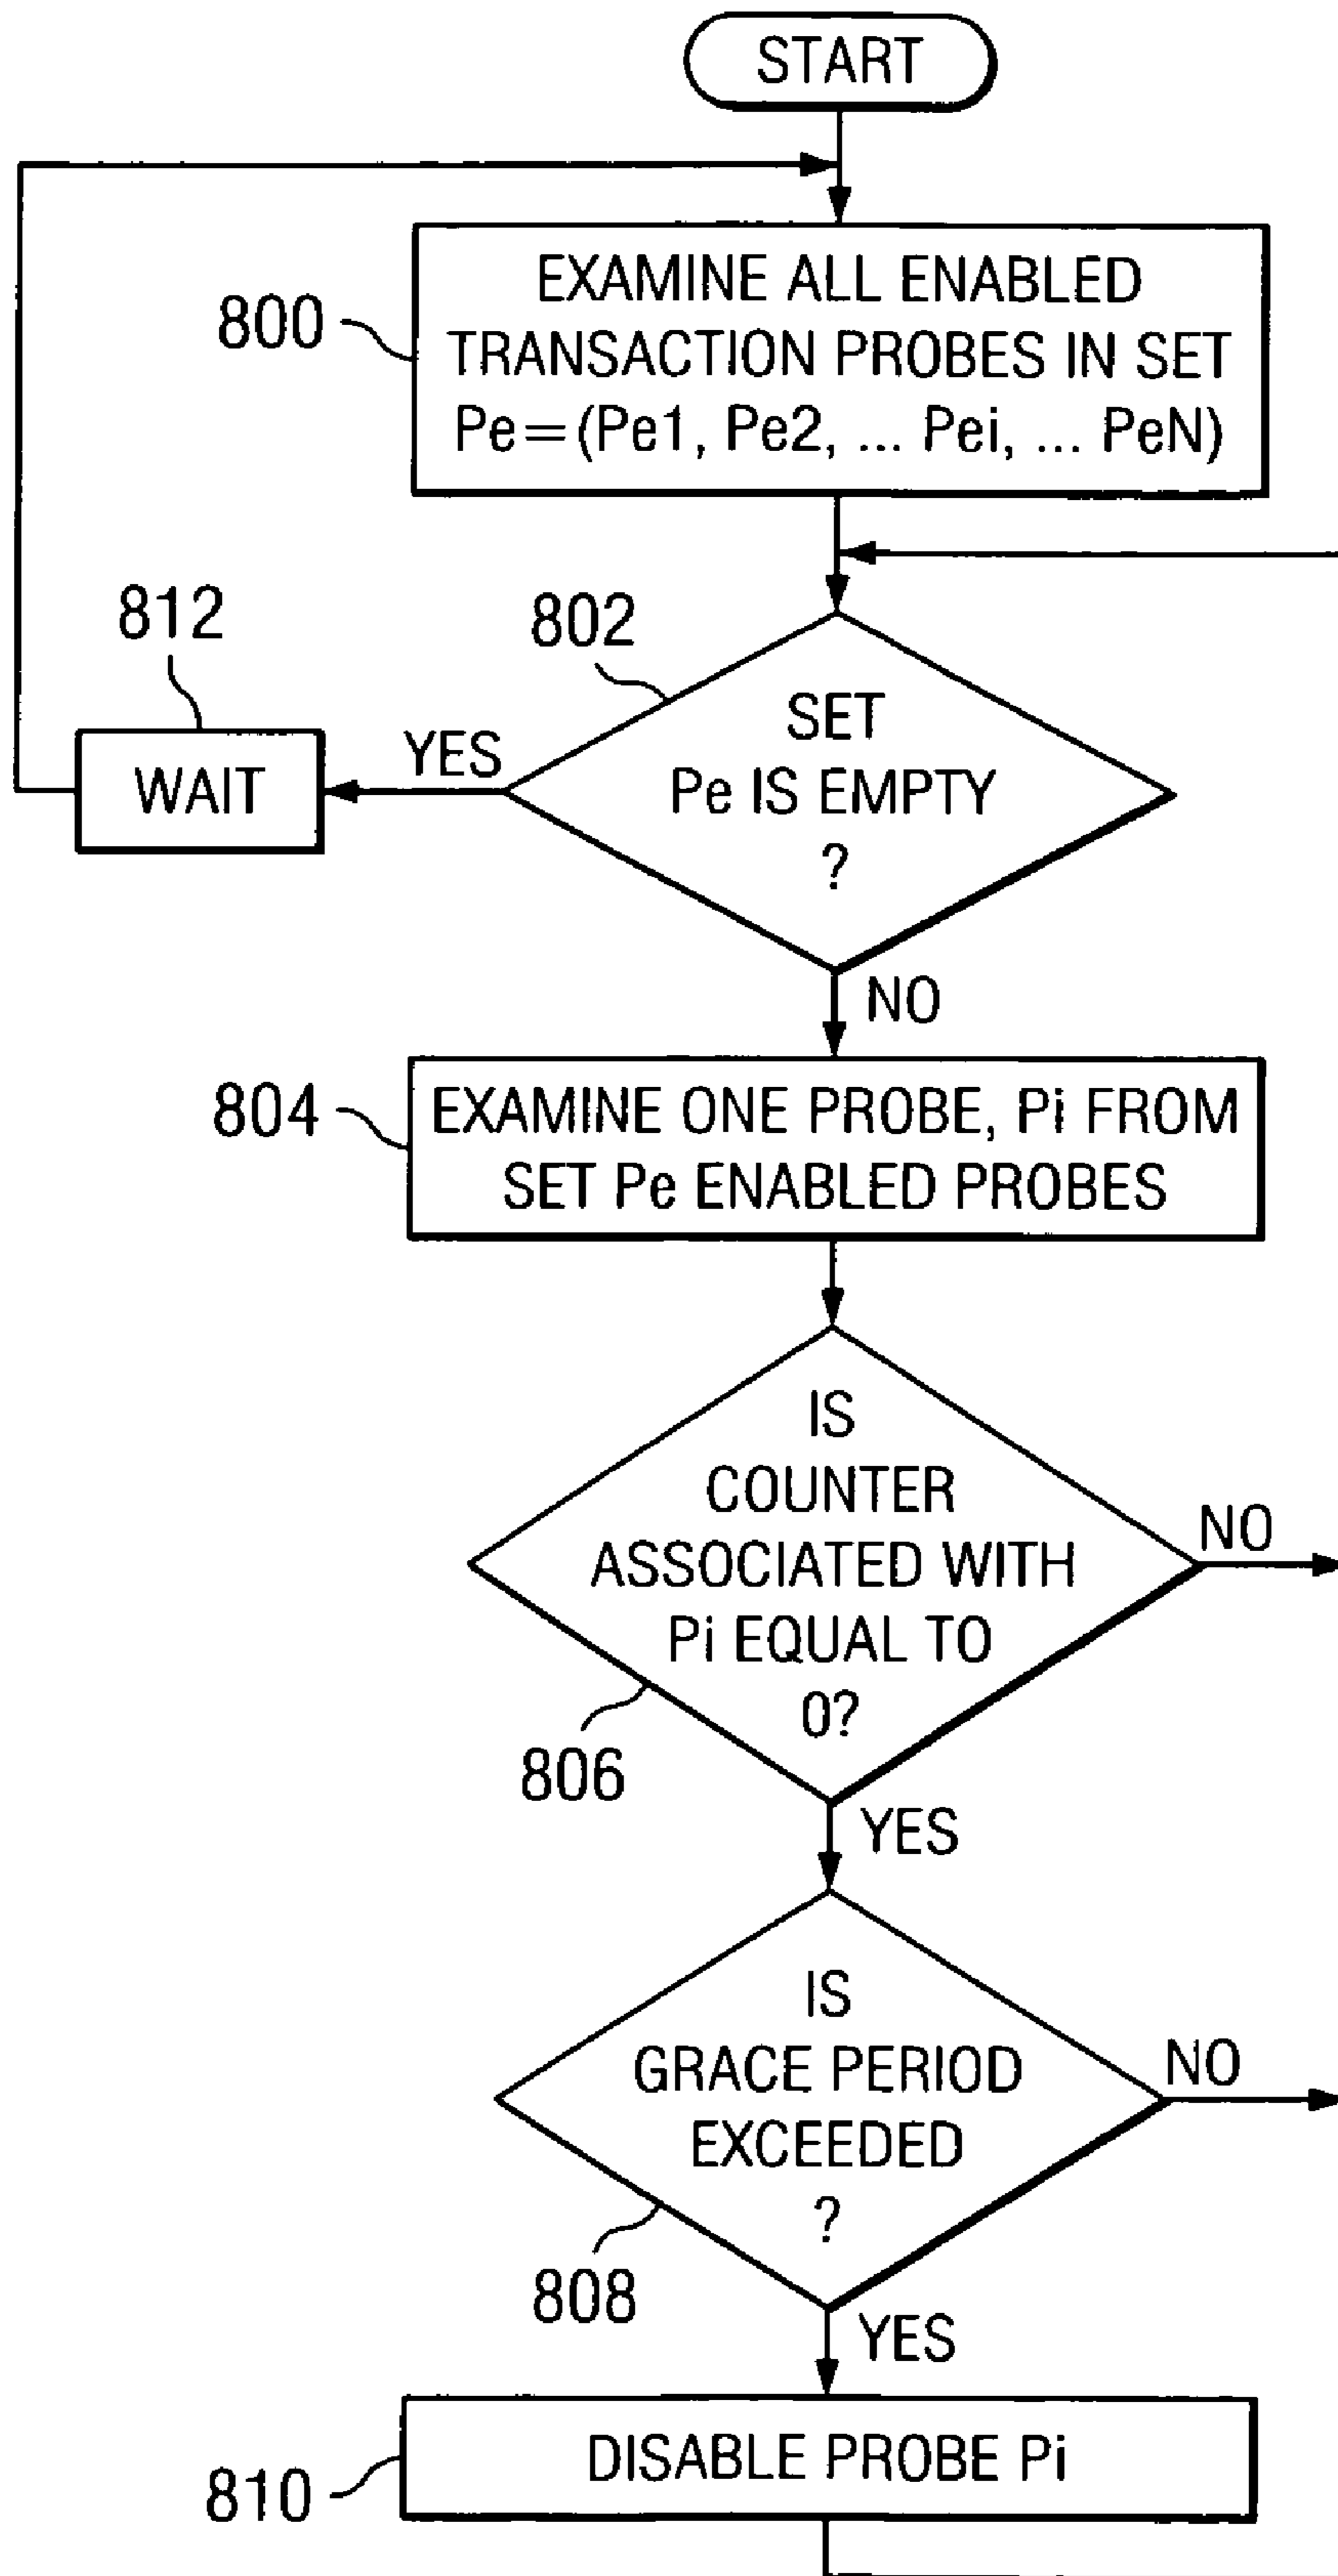 START
EXAMINE ALL ENABLED
TRANSACTION PROBES IN SET
Pe=(Pe1, Pe2, ... Pei, ... PeN)
800
812
802
SET
Pe IS EMPTY
?
YES
WAIT
NO
804
EXAMINE ONE PROBE, Pi FROM
SET Pe ENABLED PROBES
IS
COUNTER
ASSOCIATED WITH
Pi EQUAL TO
0?
NO
806
YES
IS
GRACE PERIOD
EXCEEDED
?
NO
808
YES
DISABLE PROBE Pi
810